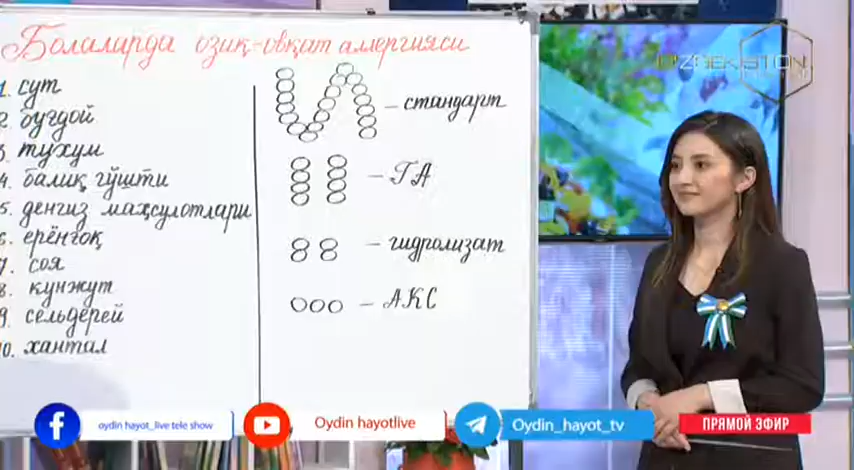 Болаларда озиқ-овқат аллергияси
1. сут
2. буғдой
3. тухум
4. балиқ гўшти
5. денгиз маҳсулотлари
6. ерёнғоқ
7. соя
8. кунжут
9. сельдерей
10. хантал
– стандарт
– ГА
– гидролизат
– АКС
O'ZBEKISTON
oydin hayot_live tele show
Oydin hayotlive
Oydin_hayot_tv
ПРЯМОЙ ЭФИР